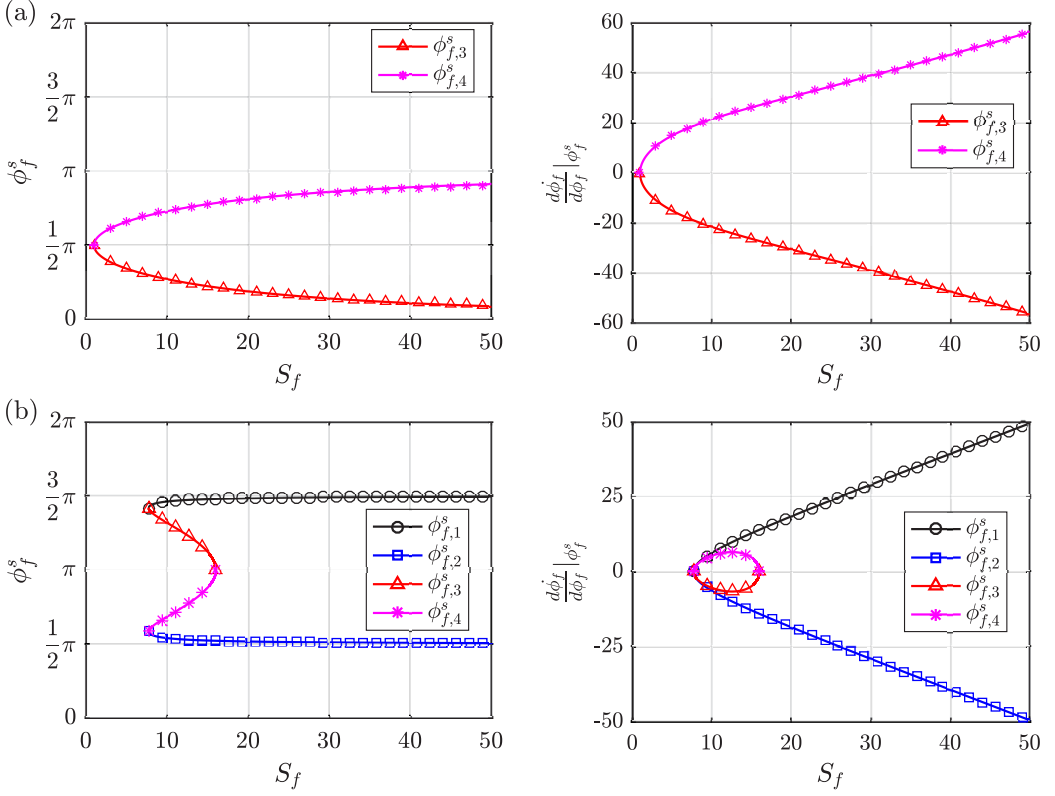 (a)
2π
3/2 π
π
1/2 π
0
ϕ_f^s
0 10 20 30 40 50
S_f
ϕ^s_{f,3}
ϕ^s_{f,4}
60
40
20
0
-20
-40
-60
dϕ̇_f/dϕ_f |ϕ_f^s
0 10 20 30 40 50
S_f
ϕ^s_{f,3}
ϕ^s_{f,4}
(b)
2π
3/2 π
π
1/2 π
0
ϕ_f^s
0 10 20 30 40 50
S_f
ϕ^s_{f,1}
ϕ^s_{f,2}
ϕ^s_{f,3}
ϕ^s_{f,4}
50
25
0
-25
-50
dϕ̇_f/dϕ_f |ϕ_f^s
0 10 20 30 40 50
S_f
ϕ^s_{f,1}
ϕ^s_{f,2}
ϕ^s_{f,3}
ϕ^s_{f,4}